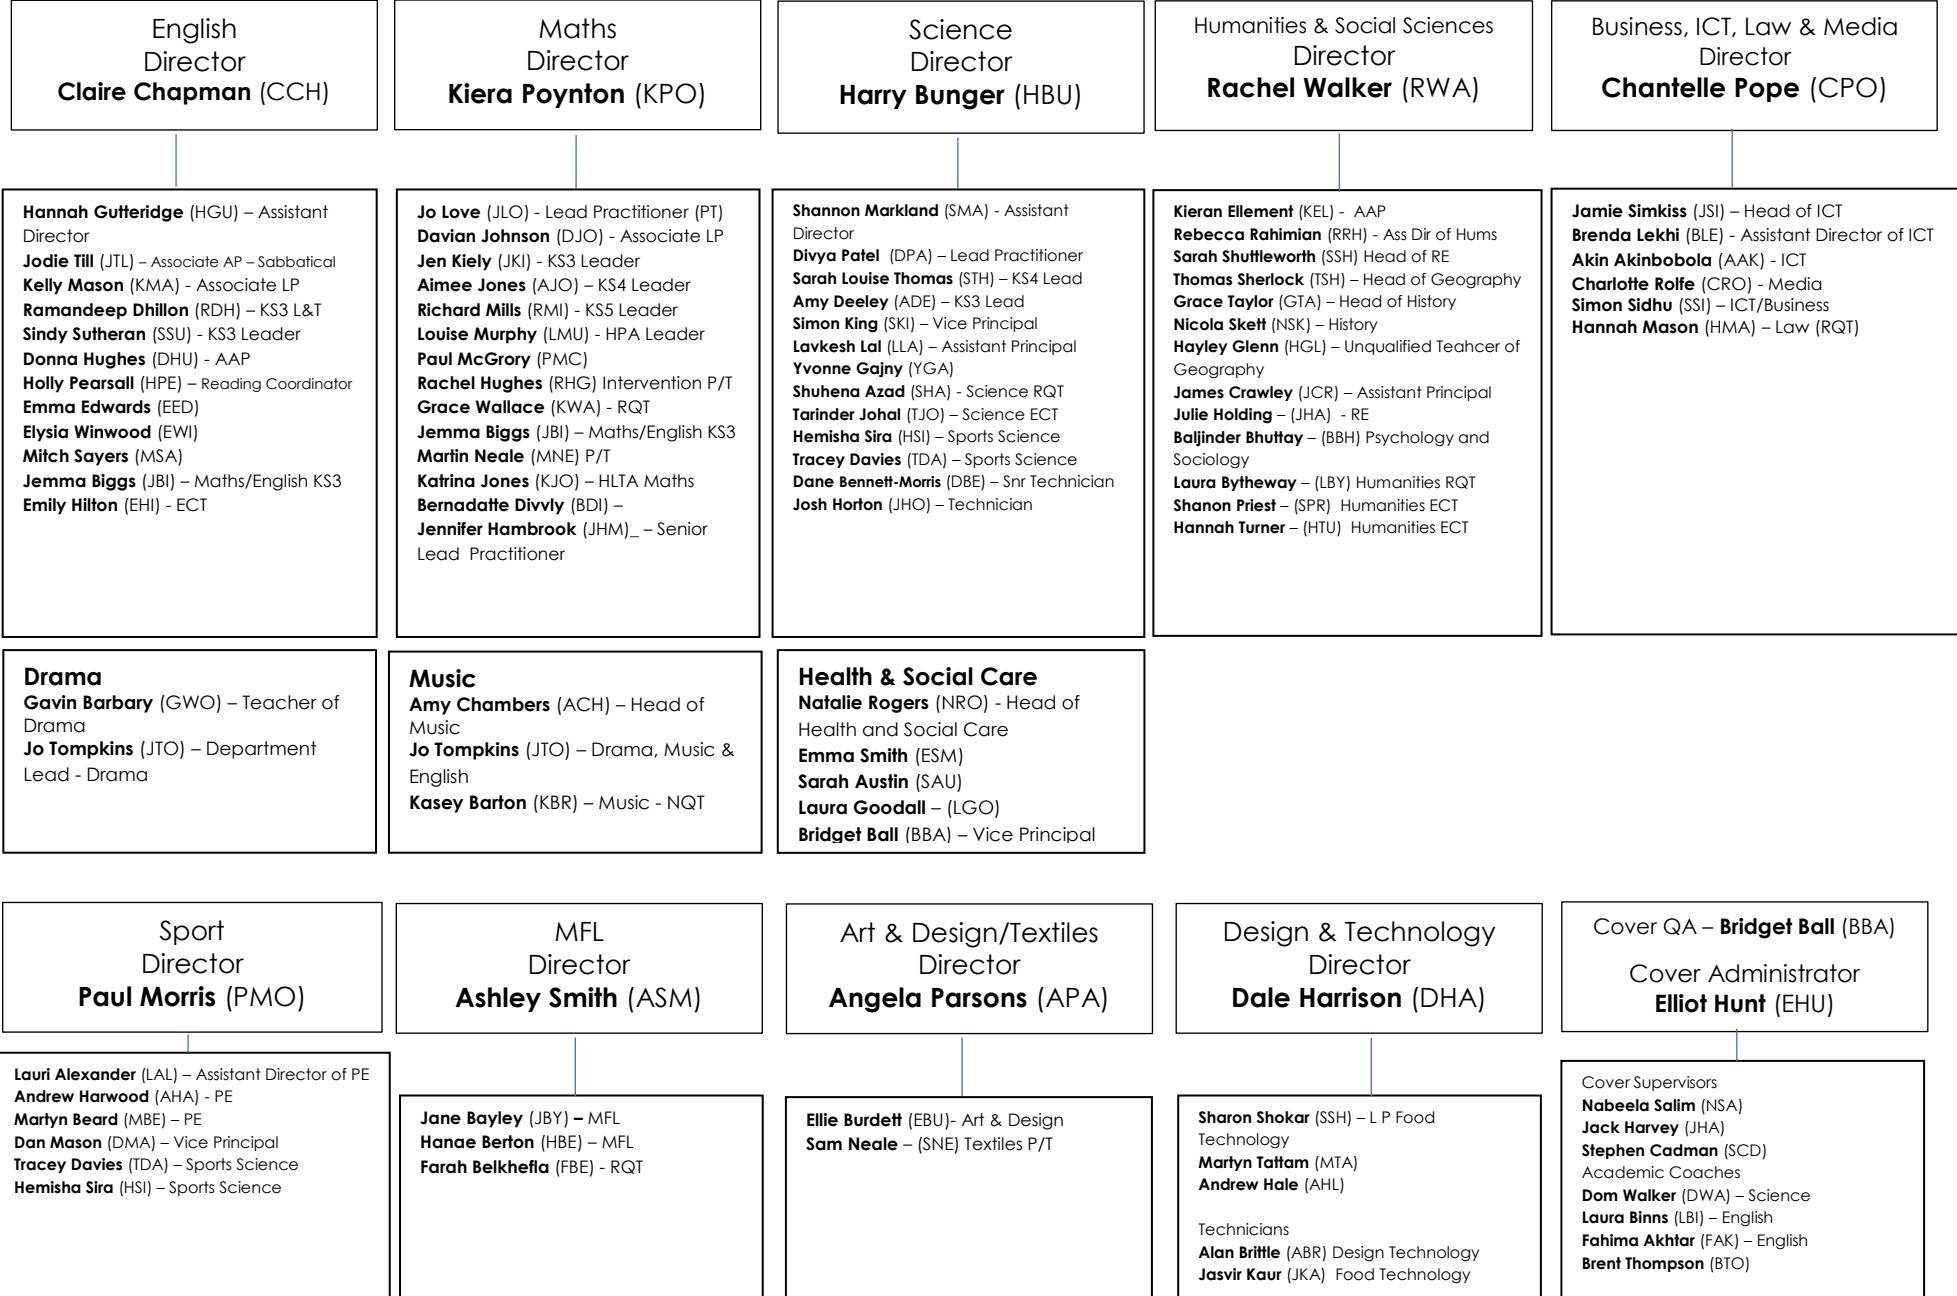 English
Director
Claire Chapman (CCH)
Maths
Director
Kiera Poynton (KPO)
Science
Director
Harry Bunger (HBU)
Humanities & Social Sciences
Director
Rachel Walker (RWA)
Business, ICT, Law & Media
Director
Chantelle Pope (CPO)
Hannah Gutteridge (HGU) – Assistant
Director
Jodie Till (JTL) – Associate AP – Sabbatical
Kelly Mason (KMA) - Associate LP
Ramandeep Dhillon (RDH) – KS3 L&T
Sindy Sutheran (SSU) - KS3 Leader
Donna Hughes (DHU) - AAP
Holly Pearsall (HPE) – Reading Coordinator
Emma Edwards (EED)
Elysia Winwood (EWI)
Mitch Sayers (MSA)
Jemma Biggs (JBI) – Maths/English KS3
Emily Hilton (EHI) - ECT
Jo Love (JLO) - Lead Practitioner (PT)
Davian Johnson (DJO) - Associate LP
Jen Kiely (JKI) - KS3 Leader
Aimee Jones (AJO) – KS4 Leader
Richard Mills (RMI) - KS5 Leader
Louise Murphy (LMU) - HPA Leader
Paul McGrory (PMC)
Rachel Hughes (RHG) Intervention P/T
Grace Wallace (KWA) - RQT
Jemma Biggs (JBI) – Maths/English KS3
Martin Neale (MNE) P/T
Katrina Jones (KJO) – HLTA Maths
Bernadatte Divvly (BDI) –
Jennifer Hambrook (JHM)_ – Senior
Lead Practitioner
Shannon Markland (SMA) - Assistant
Director
Divya Patel (DPA) – Lead Practitioner
Sarah Louise Thomas (STH) – KS4 Lead
Amy Deeley (ADE) – KS3 Lead
Simon King (SKI) – Vice Principal
Lavkesh Lal (LLA) – Assistant Principal
Yvonne Gajny (YGA)
Shuhena Azad (SHA) - Science RQT
Tarinder Johal (TJO) – Science ECT
Hemisha Sira (HSI) – Sports Science
Tracey Davies (TDA) – Sports Science
Dane Bennett-Morris (DBE) – Snr Technician
Josh Horton (JHO) – Technician
Kieran Ellement (KEL) - AAP
Rebecca Rahimian (RRH) - Ass Dir of Hums
Sarah Shuttleworth (SSH) Head of RE
Thomas Sherlock (TSH) – Head of Geography
Grace Taylor (GTA) – Head of History
Nicola Skett (NSK) – History
Hayley Glenn (HGL) – Unqualified Teahcer of
Geography
James Crawley (JCR) – Assistant Principal
Julie Holding – (JHA) - RE
Baljinder Bhuttay – (BBH) Psychology and
Sociology
Laura Bytheway – (LBY) Humanities RQT
Shanon Priest – (SPR) Humanities ECT
Hannah Turner – (HTU) Humanities ECT
Jamie Simkiss (JSI) – Head of ICT
Brenda Lekhi (BLE) - Assistant Director of ICT
Akin Akinbobola (AAK) - ICT
Charlotte Rolfe (CRO) - Media
Simon Sidhu (SSI) – ICT/Business
Hannah Mason (HMA) – Law (RQT)
Drama
Gavin Barbary (GWO) – Teacher of
Drama
Jo Tompkins (JTO) – Department
Lead - Drama
Music
Amy Chambers (ACH) – Head of
Music
Jo Tompkins (JTO) – Drama, Music &
English
Kasey Barton (KBR) – Music - NQT
Health & Social Care
Natalie Rogers (NRO) - Head of
Health and Social Care
Emma Smith (ESM)
Sarah Austin (SAU)
Laura Goodall – (LGO)
Bridget Ball (BBA) – Vice Principal
Sport
Director
Paul Morris (PMO)
MFL
Director
Ashley Smith (ASM)
Art & Design/Textiles
Director
Angela Parsons (APA)
Design & Technology
Director
Dale Harrison (DHA)
Cover QA – Bridget Ball (BBA)
Cover Administrator
Elliot Hunt (EHU)
Lauri Alexander (LAL) – Assistant Director of PE
Andrew Harwood (AHA) - PE
Martyn Beard (MBE) – PE
Dan Mason (DMA) – Vice Principal
Tracey Davies (TDA) – Sports Science
Hemisha Sira (HSI) – Sports Science
Jane Bayley (JBY) – MFL
Hanae Berton (HBE) – MFL
Farah Belkhefla (FBE) - RQT
Ellie Burdett (EBU)- Art & Design
Sam Neale – (SNE) Textiles P/T
Sharon Shokar (SSH) – L P Food
Technology
Martyn Tattam (MTA)
Andrew Hale (AHL)
Technicians
Alan Brittle (ABR) Design Technology
Jasvir Kaur (JKA) Food Technology
Cover Supervisors
Nabeela Salim (NSA)
Jack Harvey (JHA)
Stephen Cadman (SCD)
Academic Coaches
Dom Walker (DWA) – Science
Laura Binns (LBI) – English
Fahima Akhtar (FAK) – English
Brent Thompson (BTO)